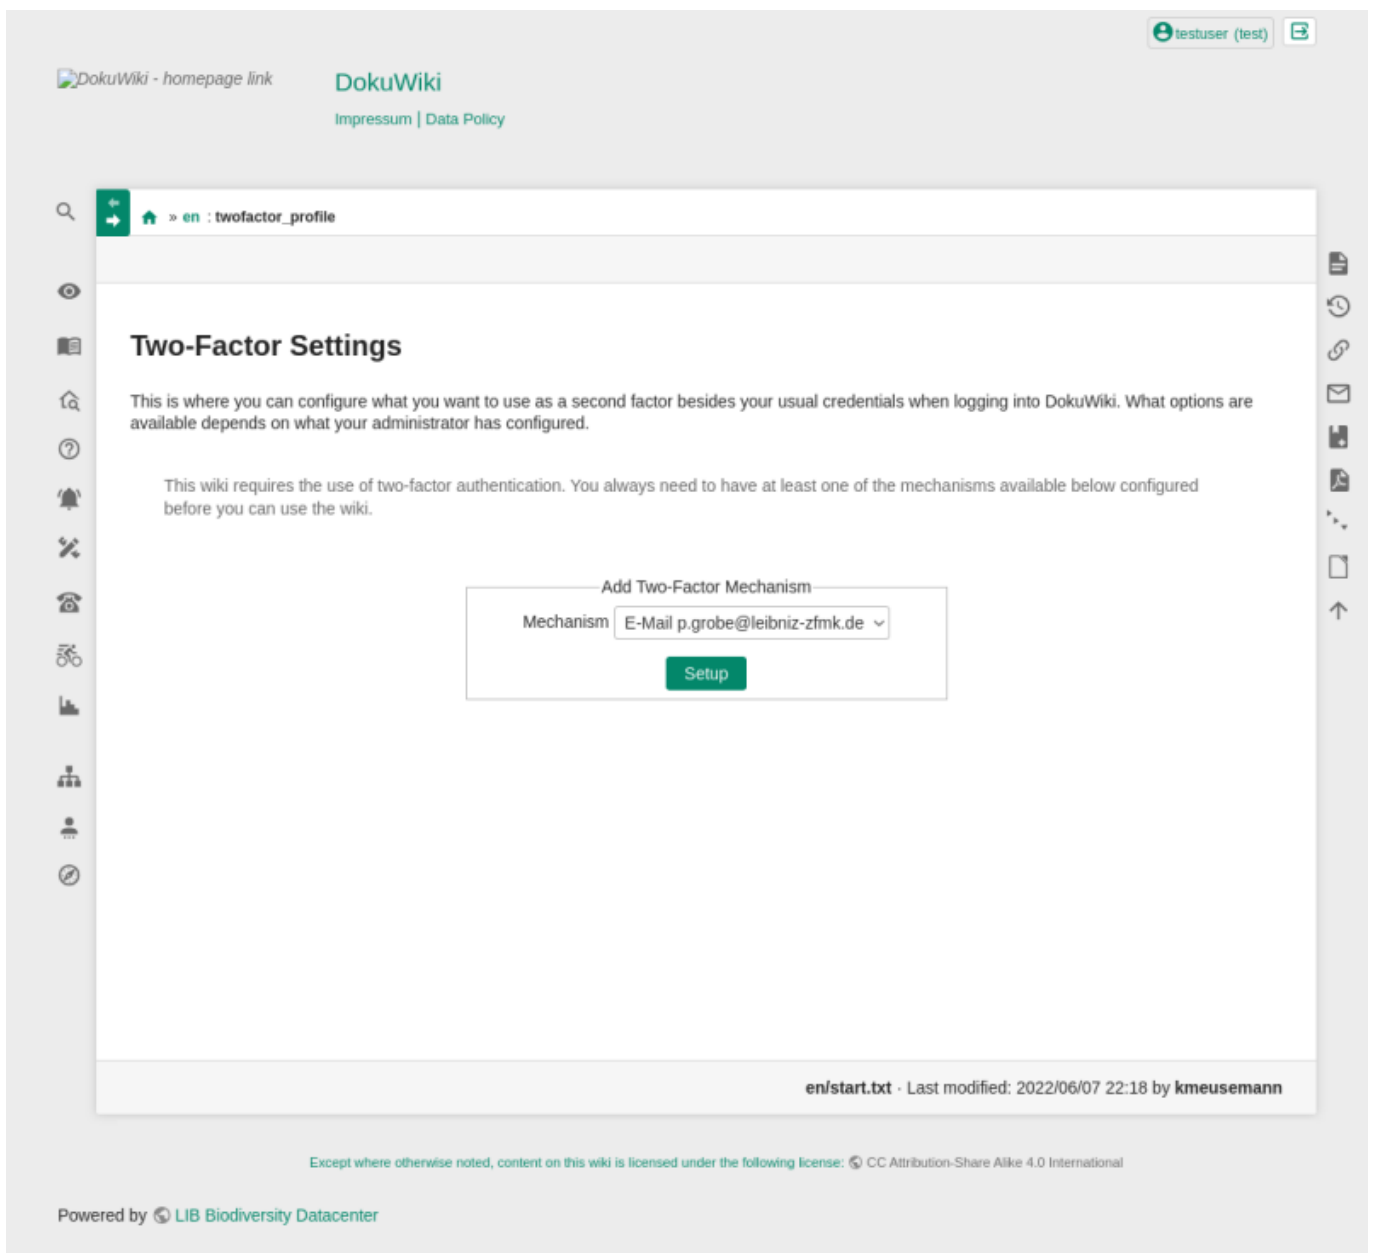 testuser (test)
DokuWiki - homepage link
DokuWiki
Impressum | Data Policy
» en : twofactor_profile
Two-Factor Settings
This is where you can configure what you want to use as a second factor besides your usual credentials when logging into DokuWiki. What options are
available depends on what your administrator has configured.
This wiki requires the use of two-factor authentication. You always need to have at least one of the mechanisms available below configured
before you can use the wiki.
Add Two-Factor Mechanism
Mechanism E-Mail p.grobe@leibniz-zfmk.de
Setup
en/start.txt · Last modified: 2022/06/07 22:18 by kmeusemann
Except where otherwise noted, content on this wiki is licensed under the following license: CC Attribution-Share Alike 4.0 International
Powered by LIB Biodiversity Datacenter